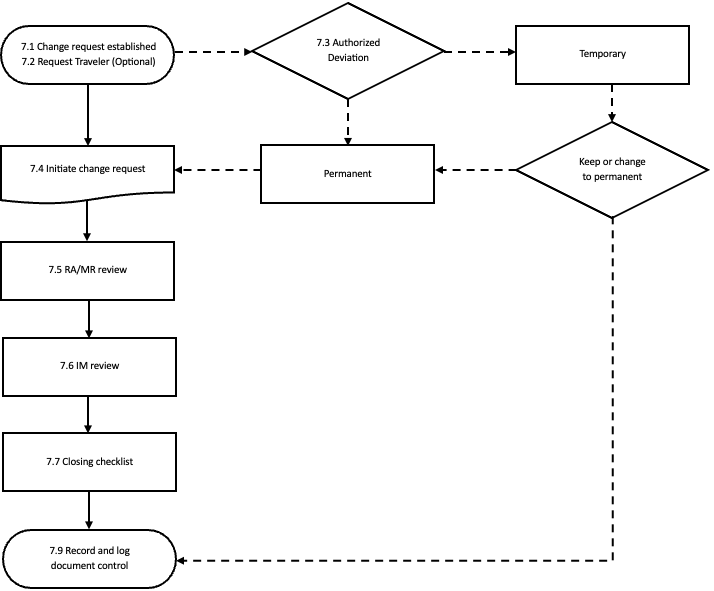 7.1 Change request established
7.2 Request Traveler (Optional)
7.3 Authorized
Deviation
Temporary
7.4 Initiate change request
Permanent
Keep or change
to permanent
7.5 RA/MR review
7.6 IM review
7.7 Closing checklist
7.9 Record and log
document control